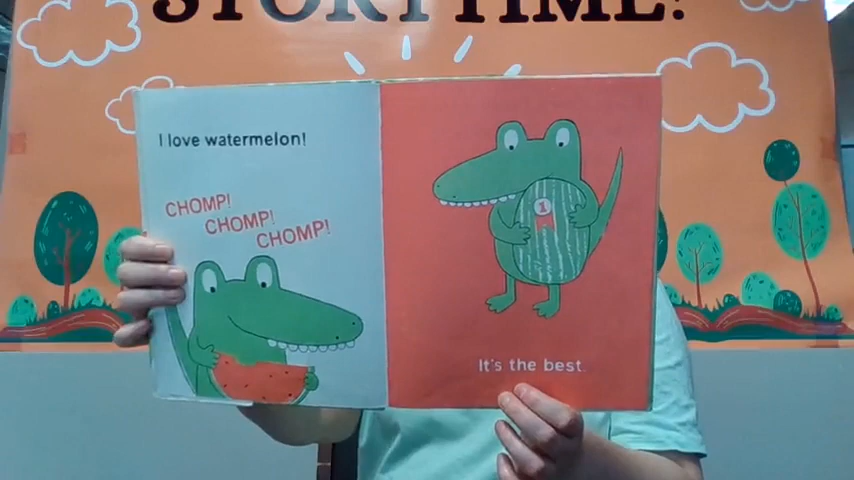 STORYTIME!
I love watermelon!
CHOMP!
CHOMP!
CHOMP!
1
It's the best.